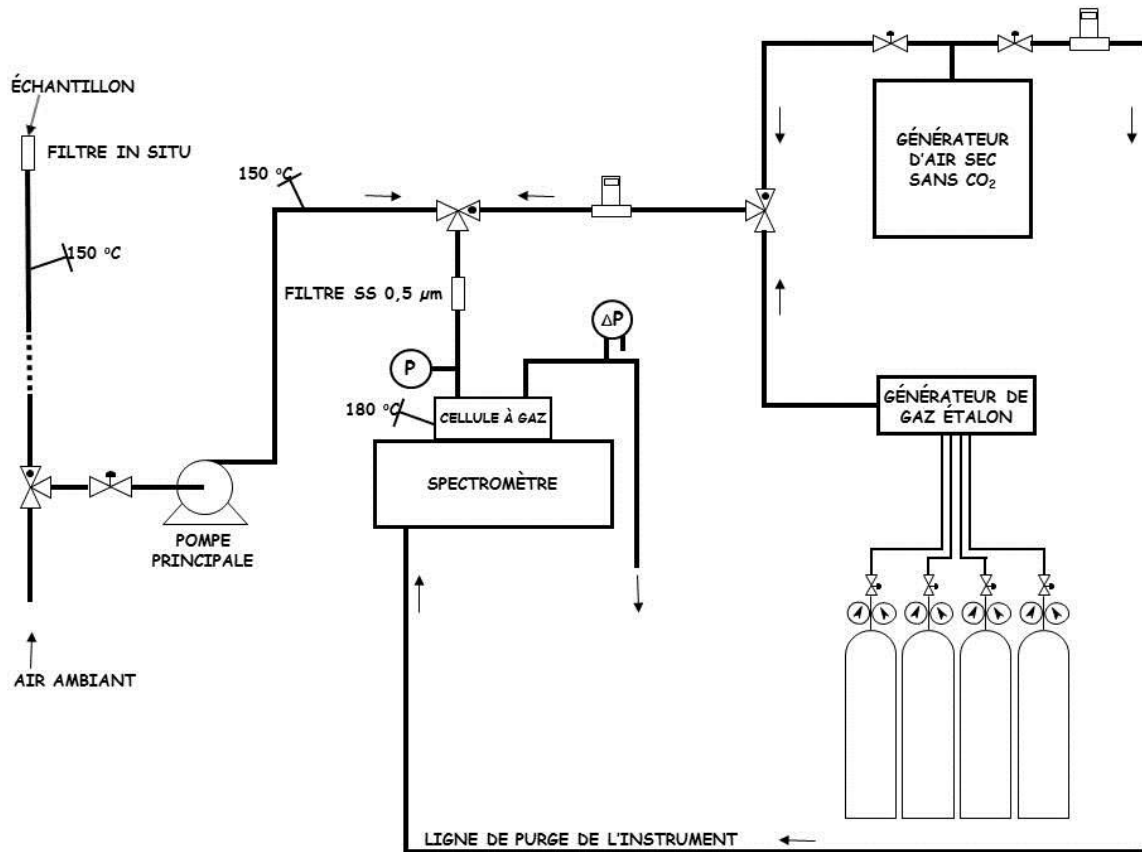 ÉCHANTILLON
FILTRE IN SITU
150 °C
150 °C
GÉNÉRATEUR
D'AIR SEC
SANS CO₂
FILTRE SS 0,5 µm
ΔP
P
180 °C
CELLULE À GAZ
GÉNÉRATEUR DE
GAZ ÉTALON
SPECTROMÈTRE
POMPE
PRINCIPALE
AIR AMBIANT
LIGNE DE PURGE DE L'INSTRUMENT